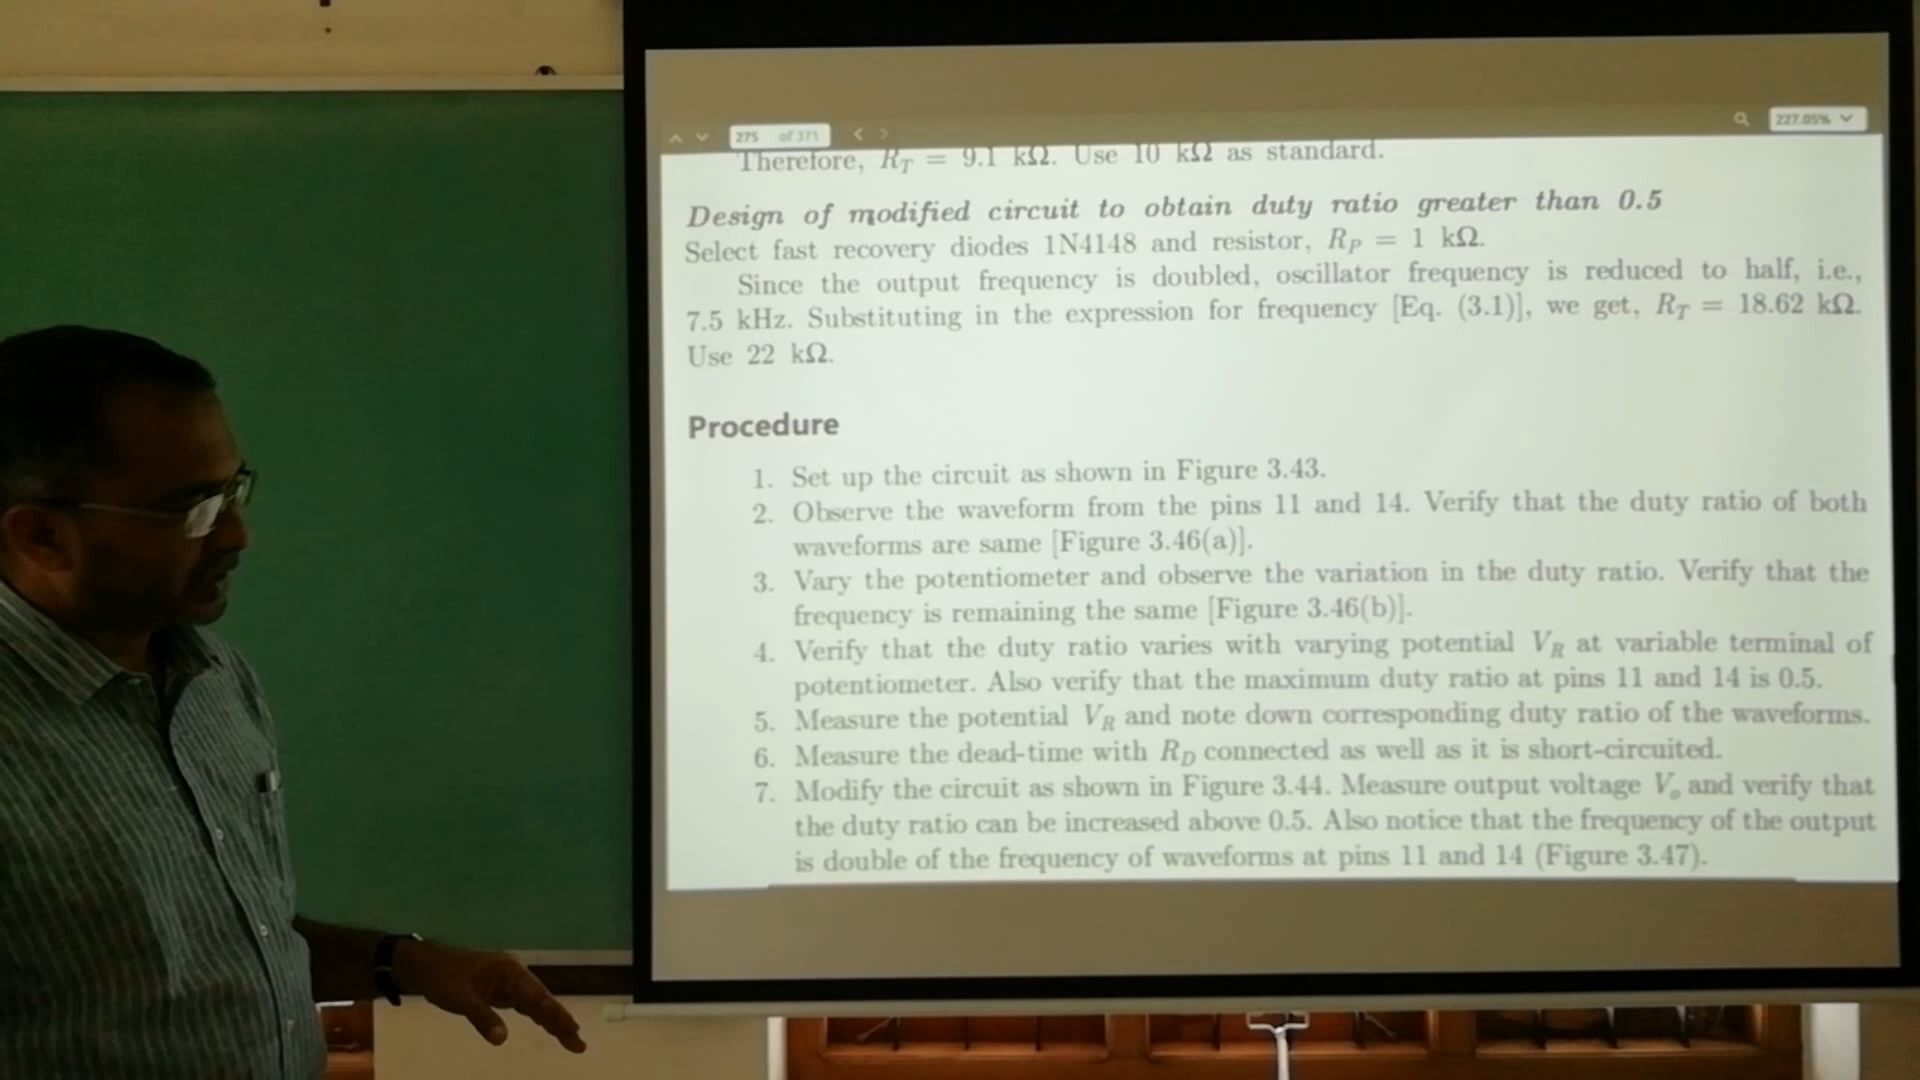 275 of 371
227.05%
Therefore, R_T = 9.1 kΩ. Use 10 kΩ as standard.
Design of modified circuit to obtain duty ratio greater than 0.5
Select fast recovery diodes 1N4148 and resistor, R_P = 1 kΩ.
Since the output frequency is doubled, oscillator frequency is reduced to half, i.e.,
7.5 kHz. Substituting in the expression for frequency [Eq. (3.1)], we get, R_T = 18.62 kΩ.
Use 22 kΩ.
Procedure
1. Set up the circuit as shown in Figure 3.43.
2. Observe the waveform from the pins 11 and 14. Verify that the duty ratio of both
waveforms are same [Figure 3.46(a)].
3. Vary the potentiometer and observe the variation in the duty ratio. Verify that the
frequency is remaining the same [Figure 3.46(b)].
4. Verify that the duty ratio varies with varying potential V_R at variable terminal of
potentiometer. Also verify that the maximum duty ratio at pins 11 and 14 is 0.5.
5. Measure the potential V_R and note down corresponding duty ratio of the waveforms.
6. Measure the dead-time with R_D connected as well as it is short-circuited.
7. Modify the circuit as shown in Figure 3.44. Measure output voltage V_o and verify that
the duty ratio can be increased above 0.5. Also notice that the frequency of the output
is double of the frequency of waveforms at pins 11 and 14 (Figure 3.47).